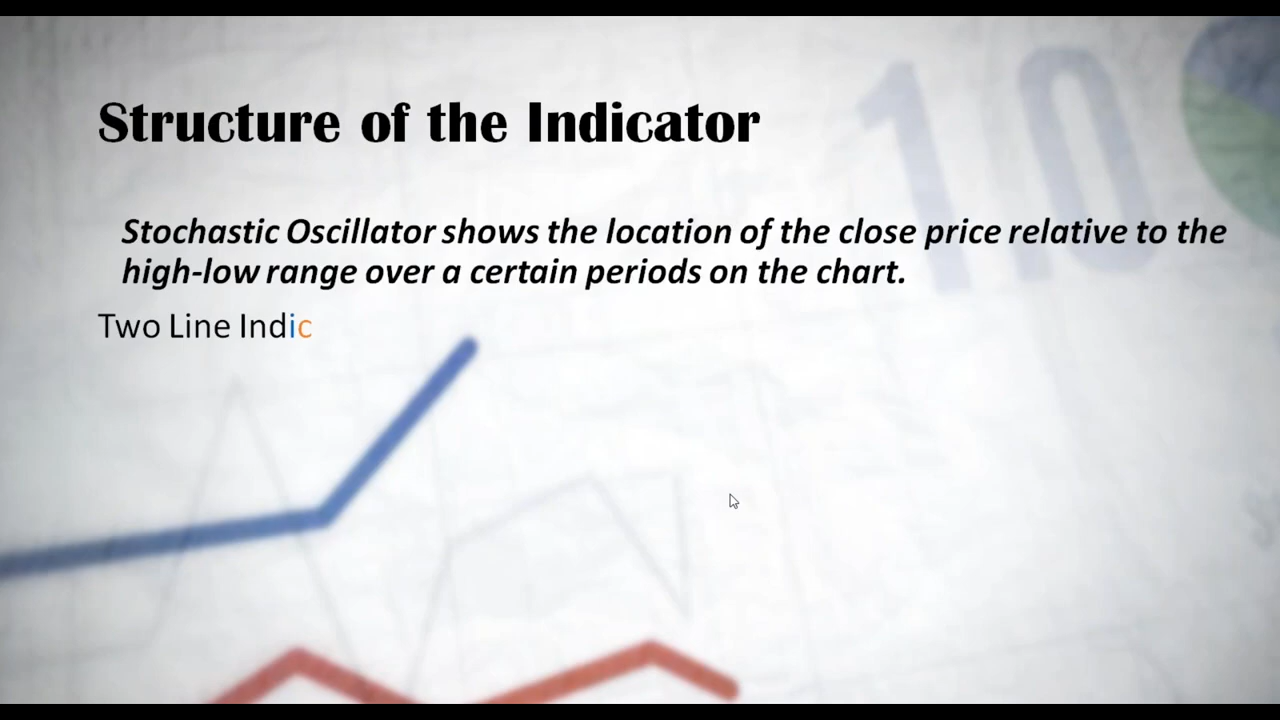 10
Structure of the Indicator
Stochastic Oscillator shows the location of the close price relative to the
high-low range over a certain periods on the chart.
Two Line Indic